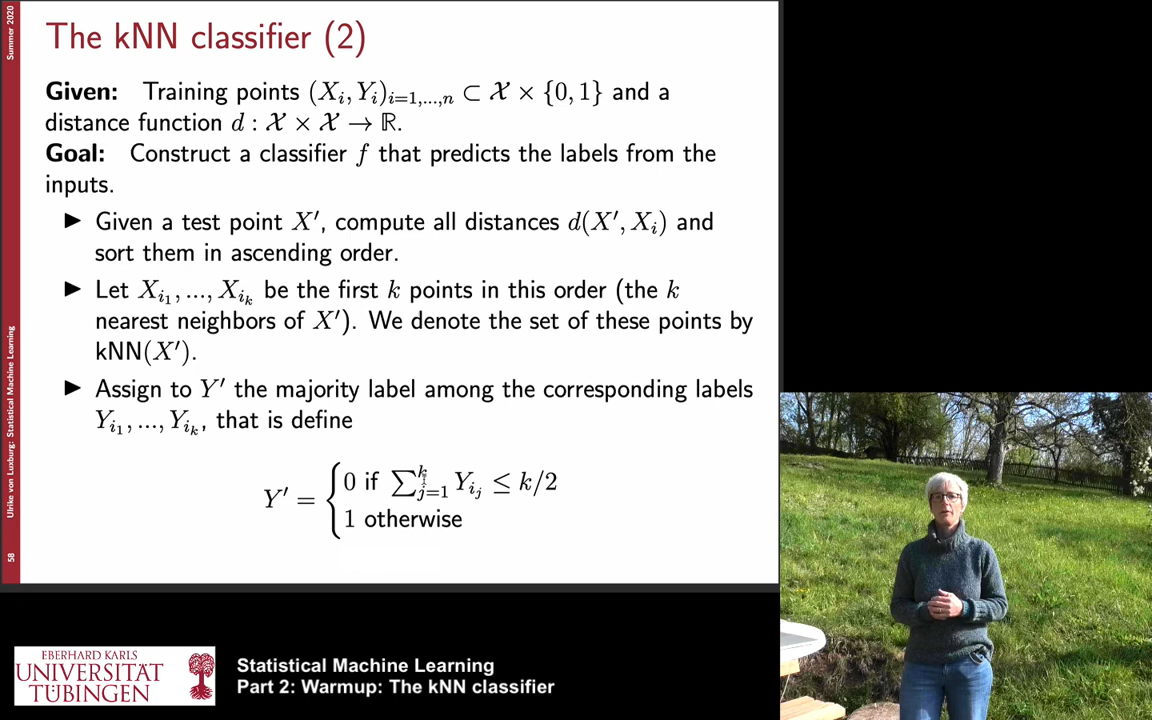 The kNN classifier (2)
Given: Training points (Xᵢ, Yᵢ)ᵢ₌₁,...,ₙ ⊂ 𝒳 × {0, 1} and a
distance function d : 𝒳 × 𝒳 → ℝ.
Goal: Construct a classifier f that predicts the labels from the
inputs.
▶ Given a test point X′, compute all distances d(X′, Xᵢ) and
sort them in ascending order.
▶ Let X_{i_1}, ..., X_{i_k} be the first k points in this order (the k
nearest neighbors of X′). We denote the set of these points by
kNN(X′).
▶ Assign to Y′ the majority label among the corresponding labels
Y_{i_1}, ..., Y_{i_k}, that is define
Y′ = { 0 if ∑_{j=1}^{k} Y_{i_j} ≤ k/2
1 otherwise
Summer 2020
Ulrike von Luxburg: Statistical Machine Learning
58
EBERHARD KARLS
UNIVERSITÄT
TÜBINGEN
Statistical Machine Learning
Part 2: Warmup: The kNN classifier